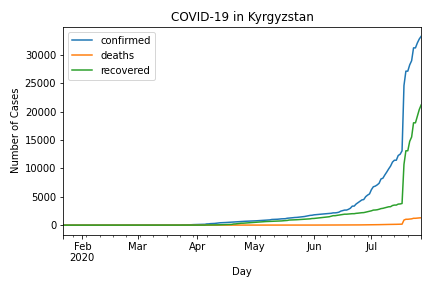 COVID-19 in Kyrgyzstan
confirmed
deaths
recovered
Number of Cases
30000
25000
20000
15000
10000
5000
0
Feb Mar Apr May Jun Jul
2020
Day